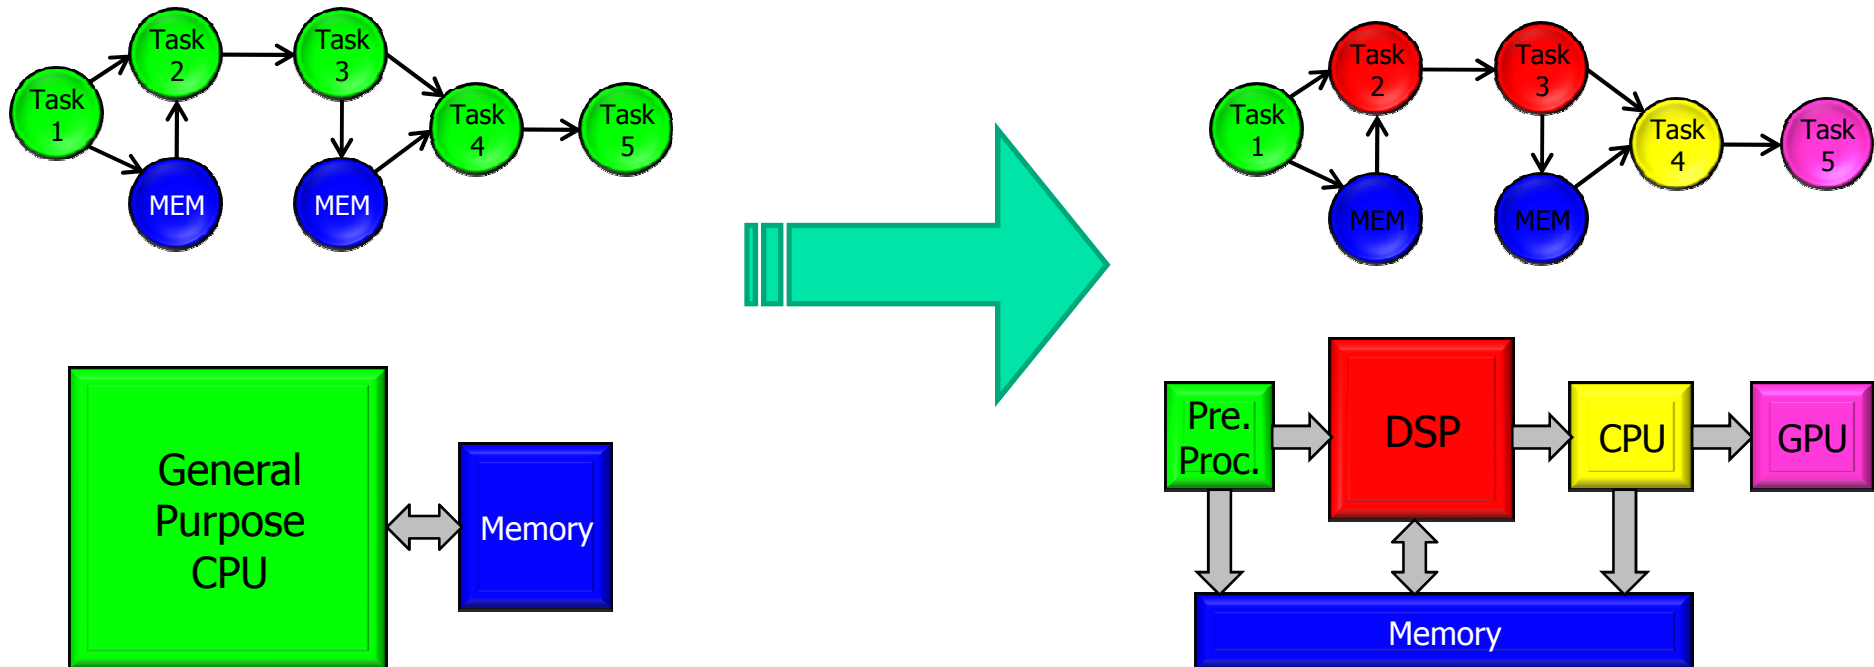 Task
2
Task
3
Task
1
Task
4
Task
5
MEM
MEM
General
Purpose
CPU
Memory
Task
2
Task
3
Task
1
Task
4
Task
5
MEM
MEM
Pre.
Proc.
DSP
CPU
GPU
Memory